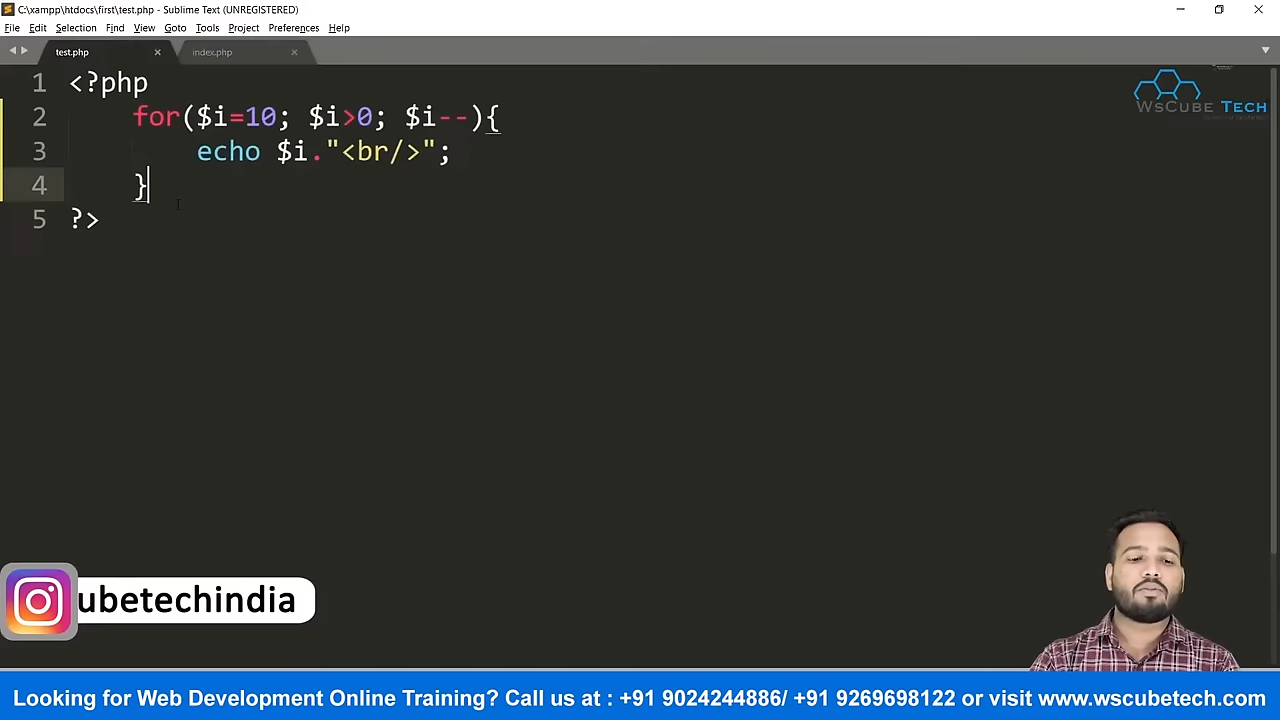 C:\xampp\htdocs\first\test.php - Sublime Text (UNREGISTERED)
File Edit Selection Find View Goto Tools Project Preferences Help
test.php index.php
1 <?php
2 for($i=10; $i>0; $i--){
3 echo $i."<br/>";
4 }
5 ?>
WsCube Tech
ubetechindia
Looking for Web Development Online Training? Call us at : +91 9024244886/ +91 9269698122 or visit www.wscubetech.com